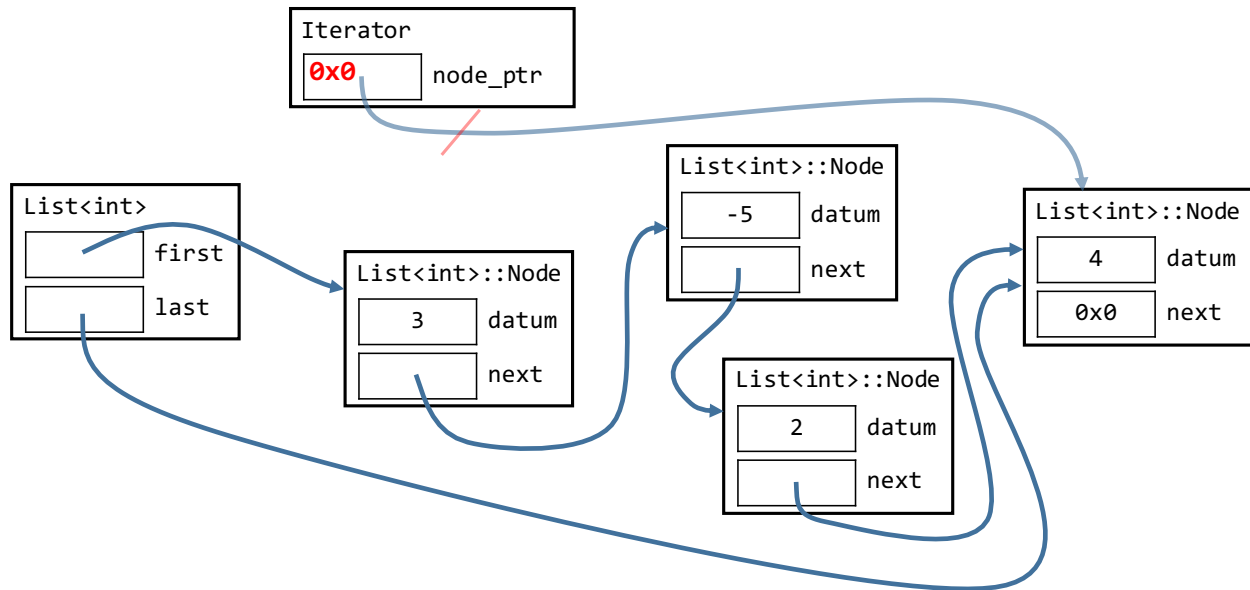 Iterator
0x0 node_ptr
List<int>
first
last
List<int>::Node
3 datum
next
List<int>::Node
-5 datum
next
List<int>::Node
2 datum
next
List<int>::Node
4 datum
0x0 next